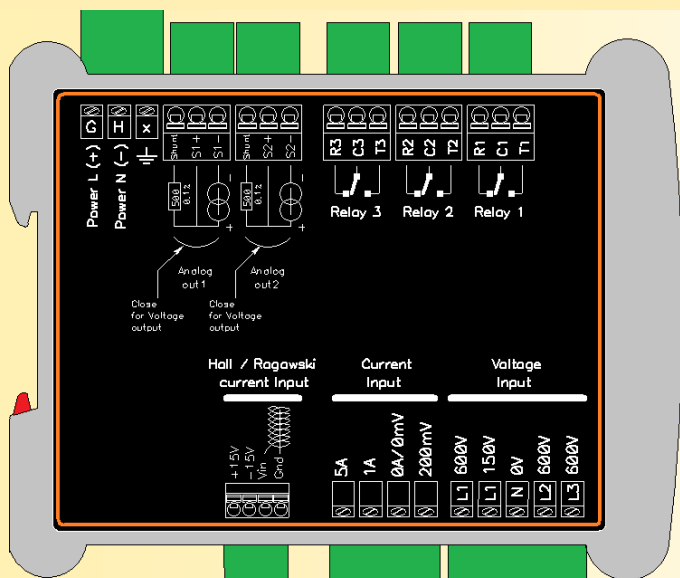 G H x
Power L (+)
Power N (-)
Shunt S1+ S1-
Shunt S2+ S2-
R3 C3 T3
R2 C2 T2
R1 C1 T1
500
0.1%
+
500
0.1%
+
Relay 3
Relay 2
Relay 1
Analog
out1
Analog
out2
Close
for Voltage
output
Close
for Voltage
output
Hall / Ragawski
current Input
Current
Input
Voltage
Input
+15V
-15V
Vin
Gnd
5A
1A
0A/0mV
200mV
600V
150V
0V
600V
600V
L1
L1
N
L2
L3